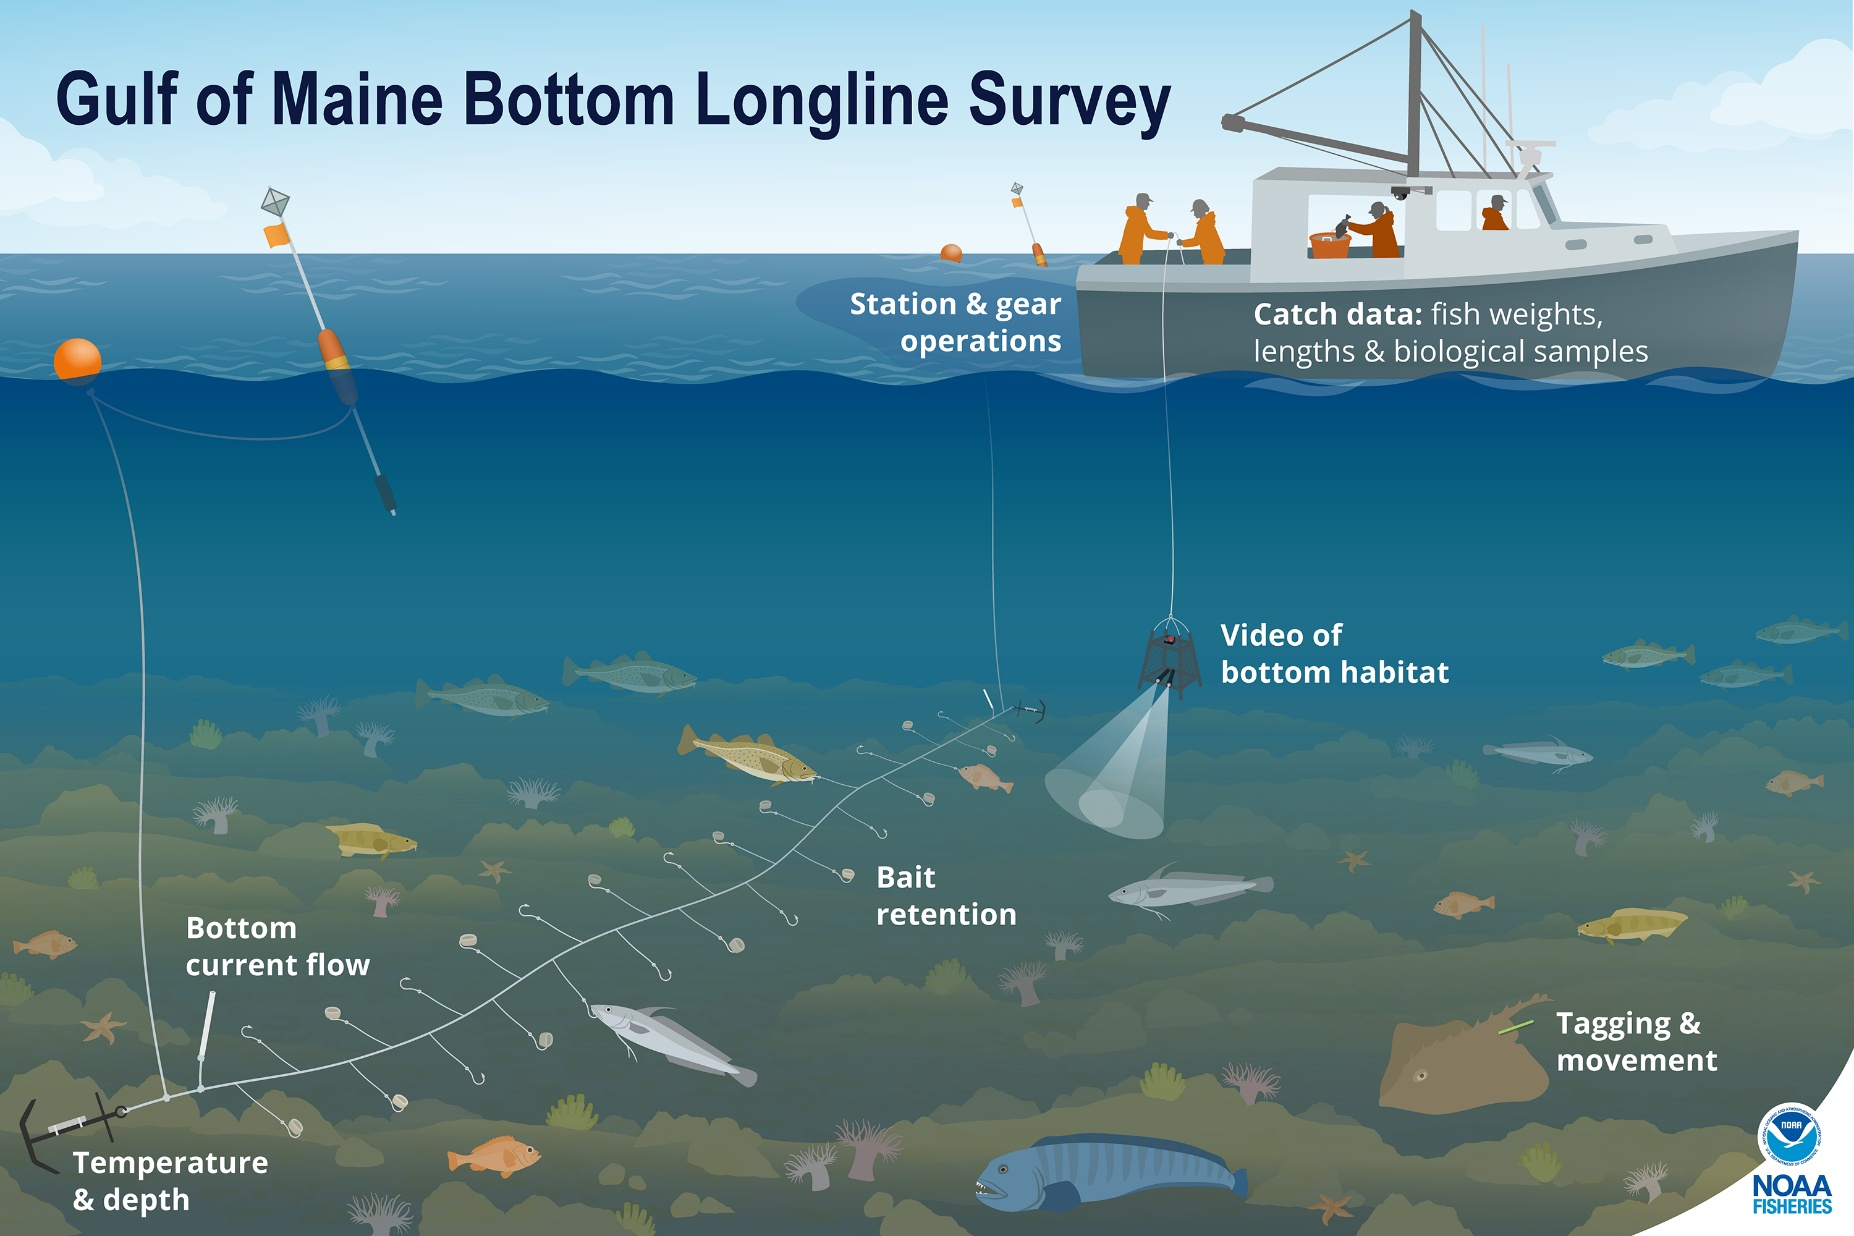 Gulf of Maine Bottom Longline Survey
Station & gear
operations
Catch data: fish weights,
lengths & biological samples
Video of
bottom habitat
Bait
retention
Bottom
current flow
Tagging &
movement
Temperature
& depth
NOAA
NOAA
FISHERIES